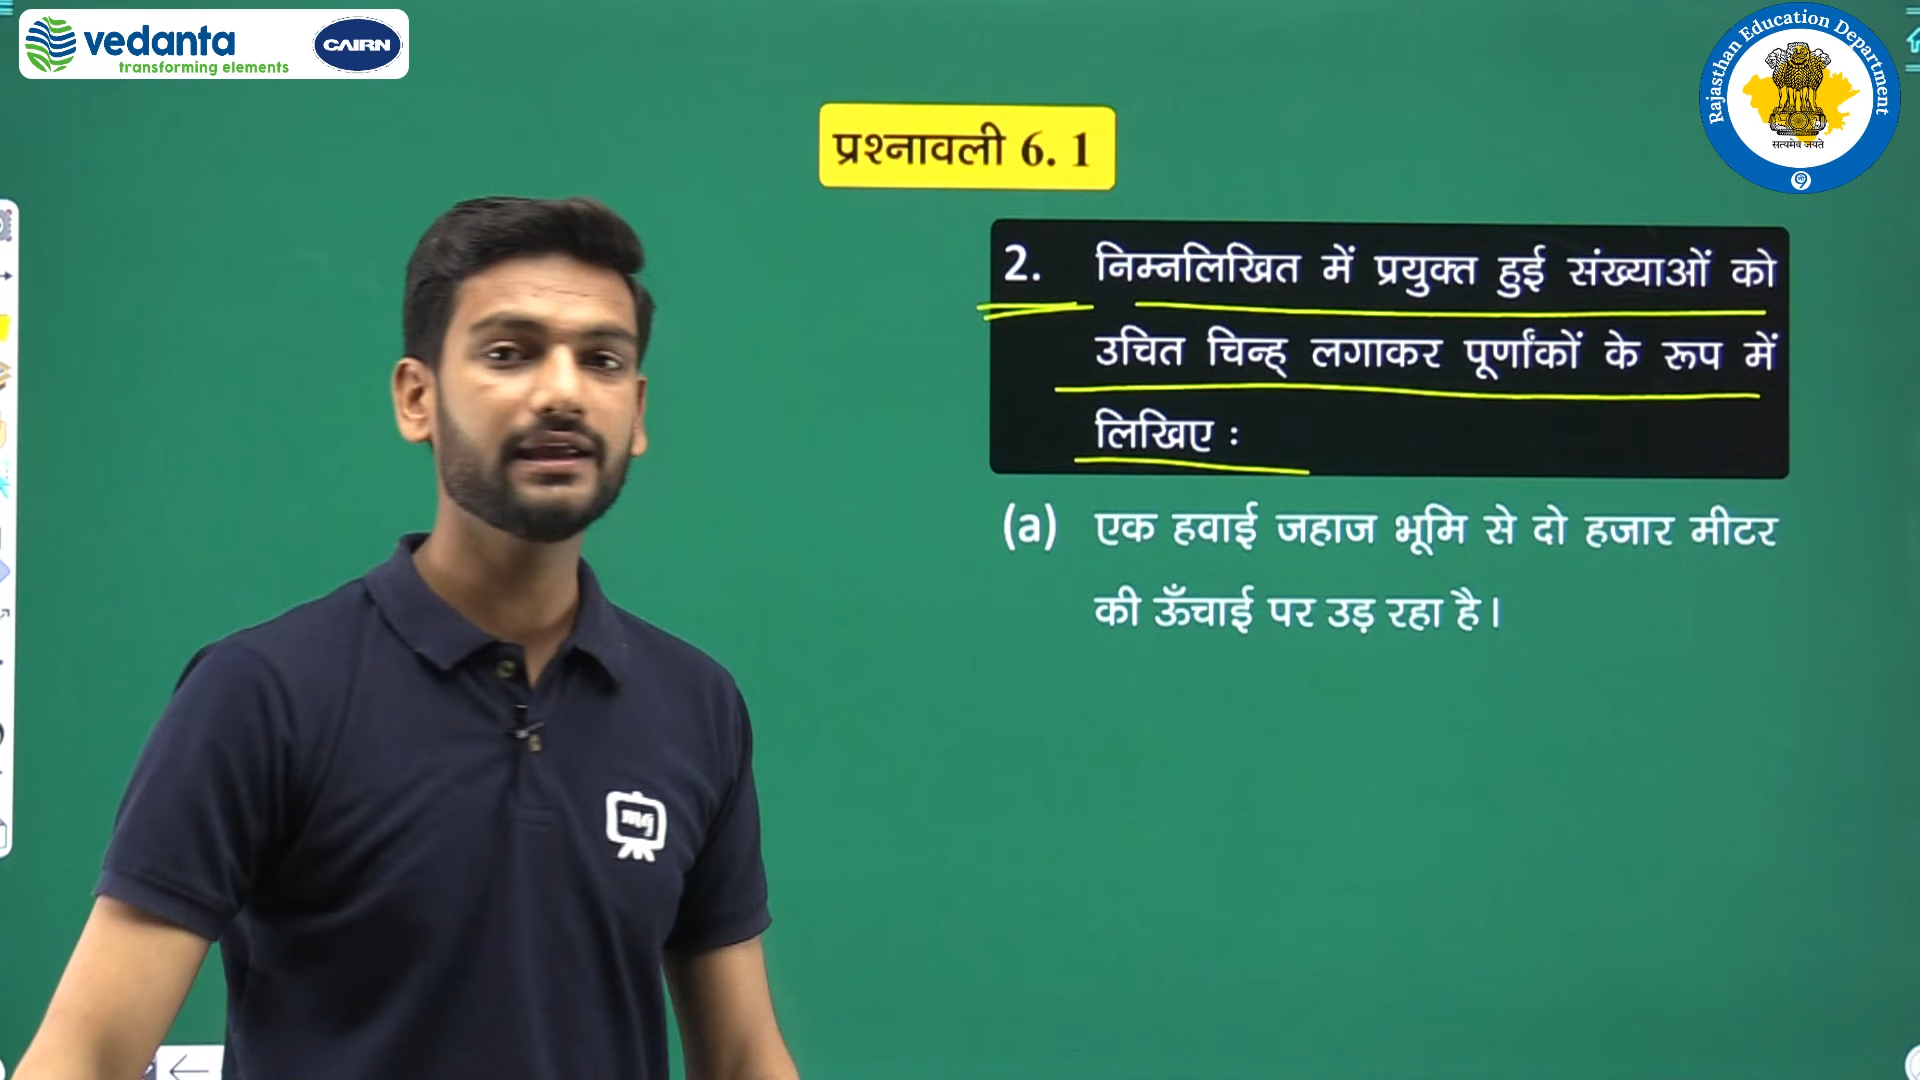 vedanta
transforming elements
CAIRN
Rajasthan Education Department
सत्यमेव जयते
प्रश्नावली 6. 1
2. निम्नलिखित में प्रयुक्त हुई संख्याओं को
उचित चिन्ह् लगाकर पूर्णांकों के रूप में
लिखिए :
(a) एक हवाई जहाज भूमि से दो हजार मीटर
की ऊँचाई पर उड़ रहा है।
mg